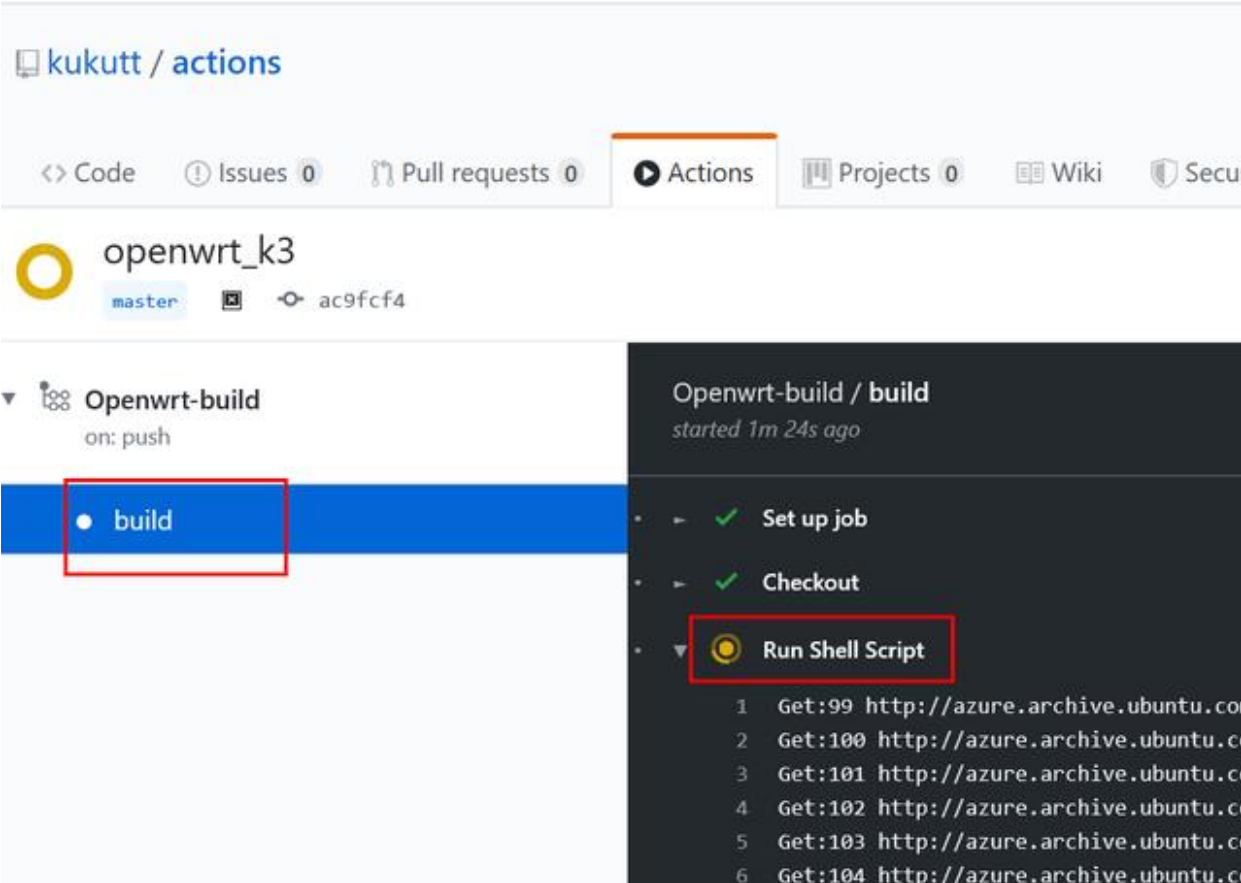 kukutt / actions
<> Code Issues 0 Pull requests 0 Actions Projects 0 Wiki Secu
openwrt_k3
master ac9fcf4
Openwrt-build
on: push
build
Openwrt-build / build
started 1m 24s ago
Set up job
Checkout
Run Shell Script
1 Get:99 http://azure.archive.ubuntu.co
2 Get:100 http://azure.archive.ubuntu.c
3 Get:101 http://azure.archive.ubuntu.c
4 Get:102 http://azure.archive.ubuntu.c
5 Get:103 http://azure.archive.ubuntu.c
6 Get:104 http://azure.archive.ubuntu.c